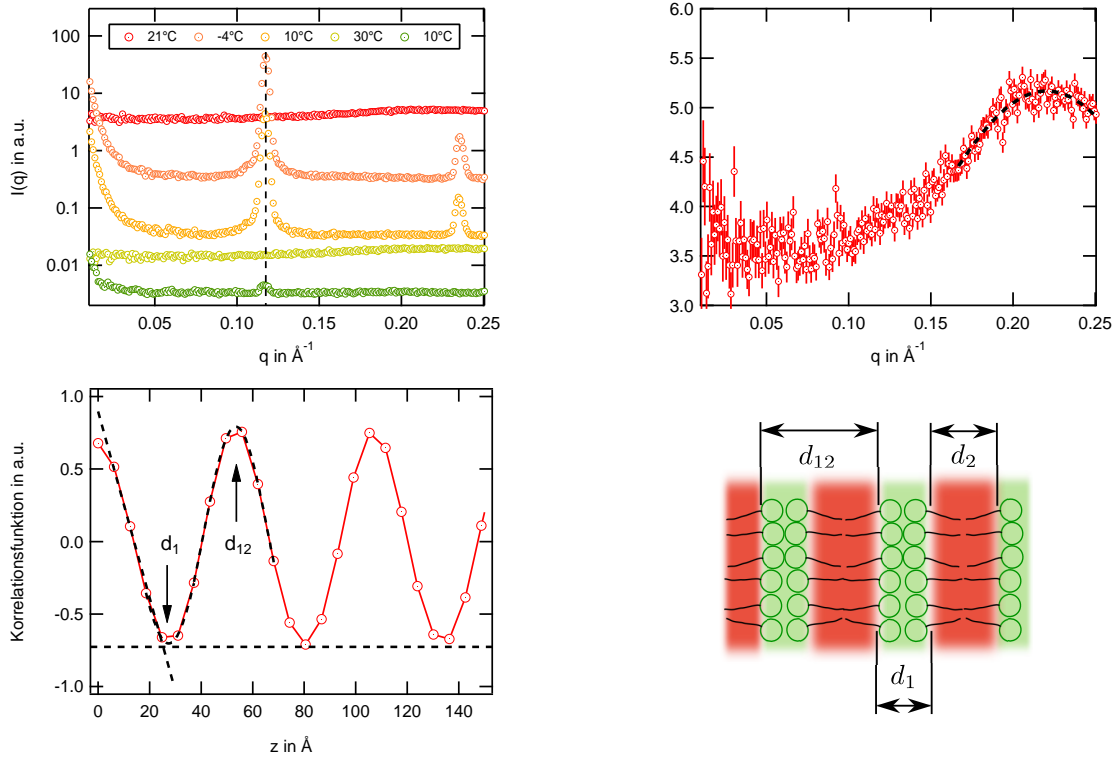 100
10
1
0.1
0.01
I(q) in a.u.
21°C -4°C 10°C 30°C 10°C
0.05 0.10 0.15 0.20 0.25
q in Å⁻¹
6.0
5.5
5.0
4.5
4.0
3.5
3.0
0.05 0.10 0.15 0.20 0.25
q in Å⁻¹
1.0
0.5
0.0
-0.5
-1.0
Korrelationsfunktion in a.u.
d₁
d₁₂
0 20 40 60 80 100 120 140
z in Å
d₁₂
d₂
d₁